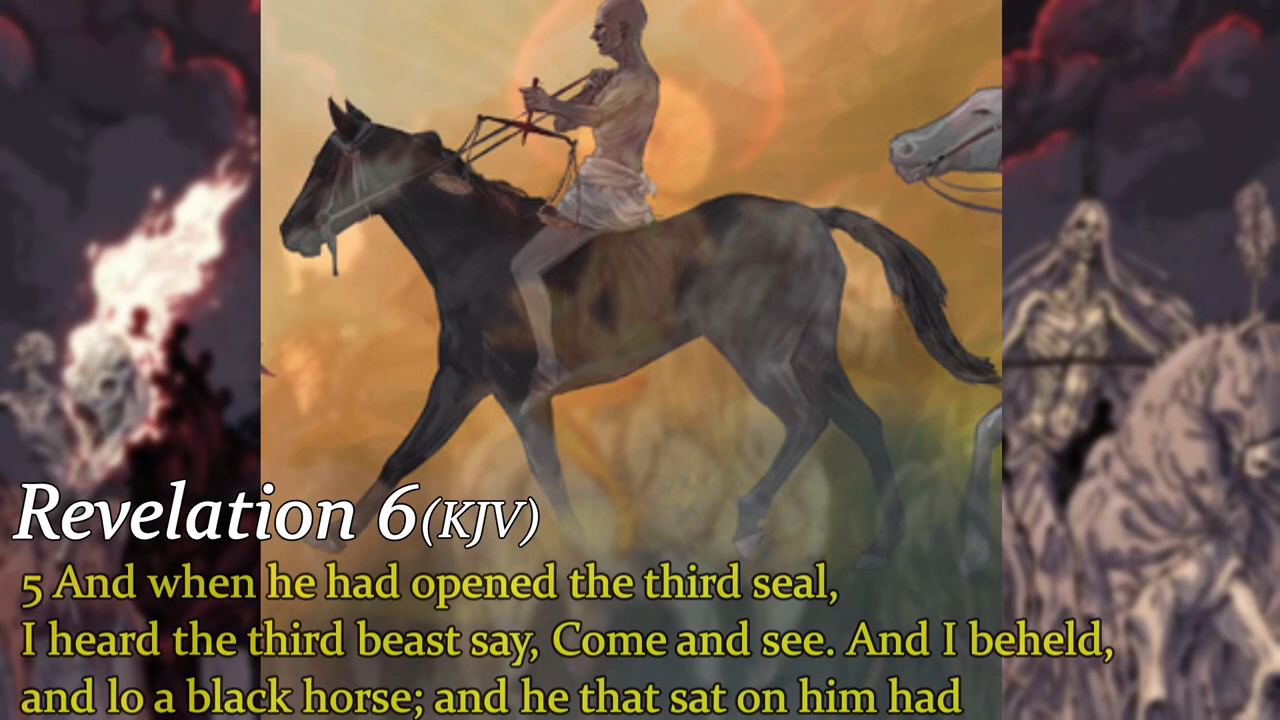 Revelation 6(KJV)
5 And when he had opened the third seal,
I heard the third beast say, Come and see. And I beheld,
and lo a black horse; and he that sat on him had